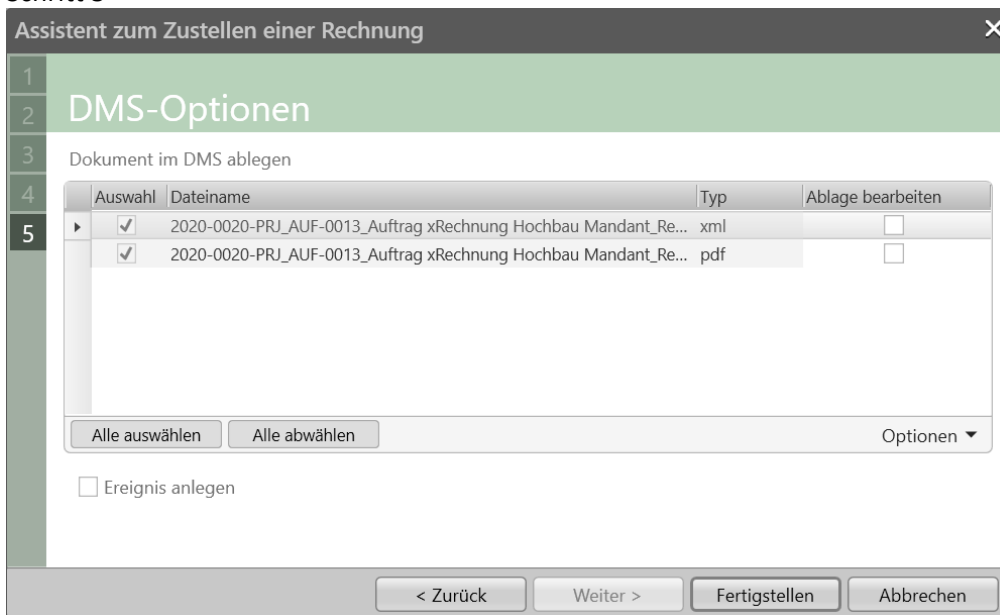 Assistent zum Zustellen einer Rechnung
1
2
DMS-Optionen
3
Dokument im DMS ablegen
4
Auswahl Dateiname Typ Ablage bearbeiten
5
2020-0020-PRJ_AUF-0013_Auftrag xRechnung Hochbau Mandant_Re... xml
2020-0020-PRJ_AUF-0013_Auftrag xRechnung Hochbau Mandant_Re... pdf
Alle auswählen Alle abwählen Optionen
Ereignis anlegen
< Zurück Weiter > Fertigstellen Abbrechen